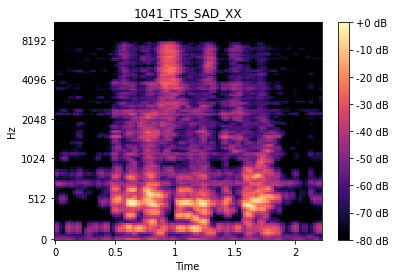 1041_ITS_SAD_XX
+0 dB
8192
-10 dB
4096
-20 dB
-30 dB
2048
-40 dB
Hz
1024
-50 dB
512
-60 dB
-70 dB
0
-80 dB
0 0.5 1 1.5 2
Time